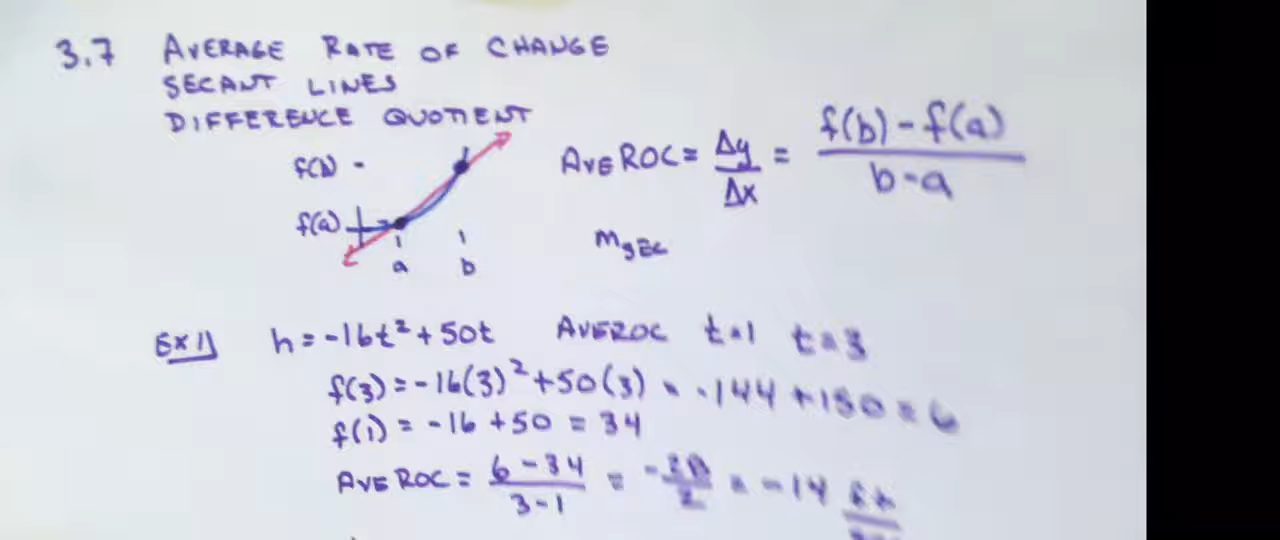 3.7 AVERAGE RATE OF CHANGE
SECANT LINES
DIFFERENCE QUOTIENT
f(b)
f(a)
a b
AVE ROC = Δy/Δx = f(b) - f(a) / b - a
m SEC
EX 1) h = -16t² + 50t AVEROC t=1 t=3
f(3) = -16(3)² + 50(3) = -144 + 150 = 6
f(1) = -16 + 50 = 34
AVE ROC = 6 - 34 / 3 - 1 = -28/2 = -14 ft